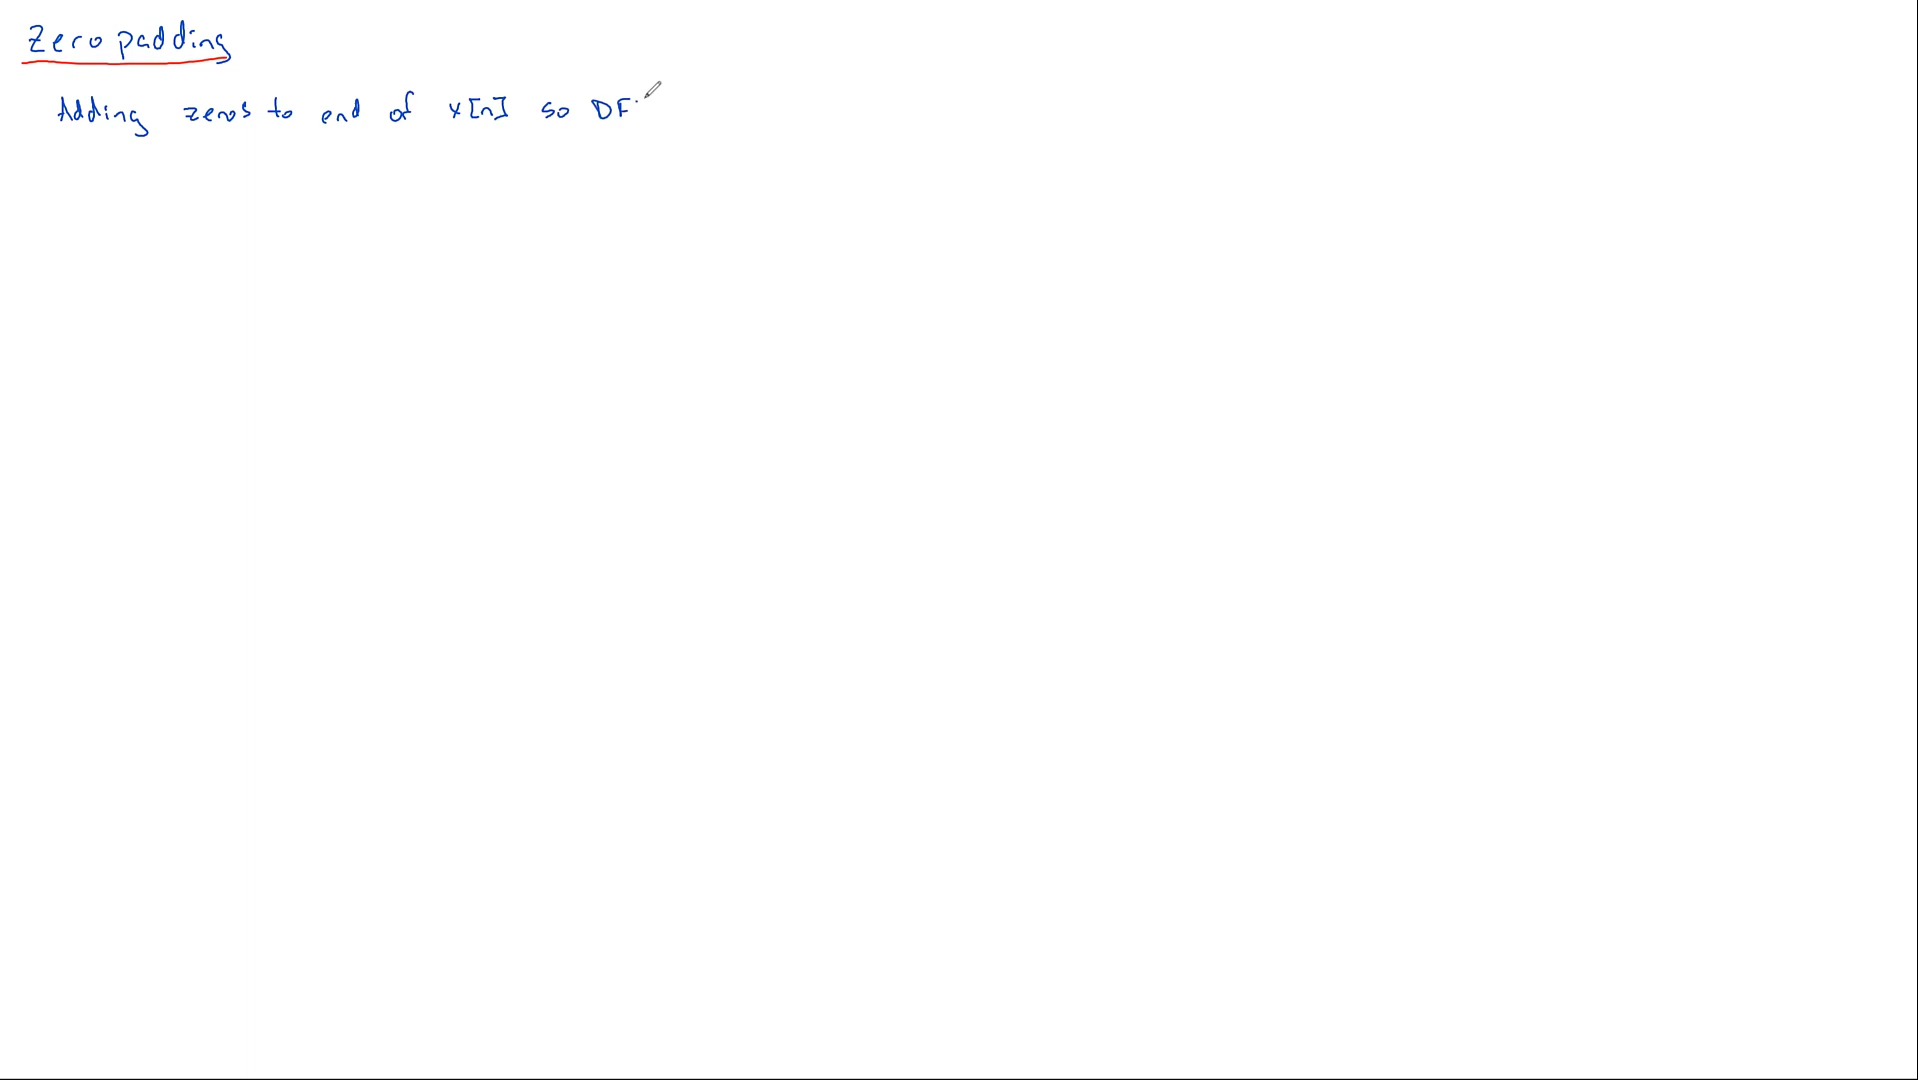 Zero padding
Adding zeros to end of x[n] so DF